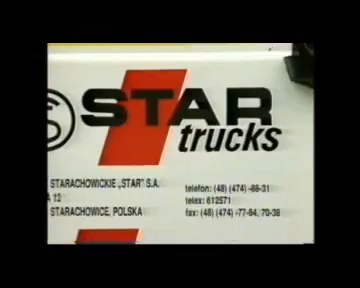 STAR
trucks
STARACHOWICKIE „STAR" S.A.
A 12
STARACHOWICE, POLSKA
telefon: (48) (474) -88-31
telex: 612571
fax: (48) (474) -77-84, 70-38